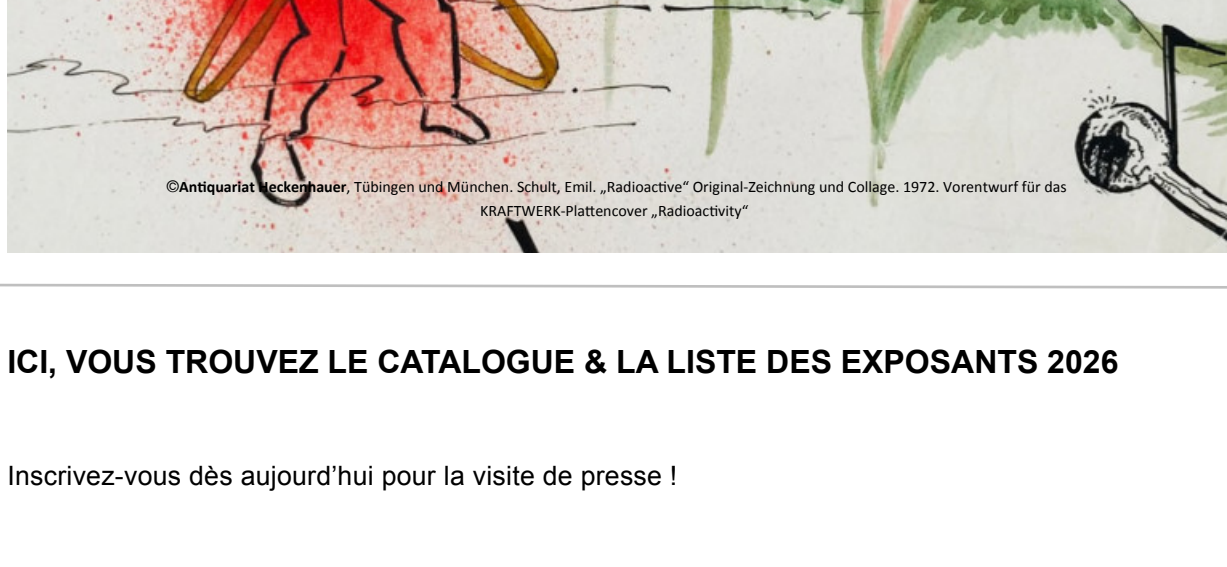 ©Antiquariat Heckenhauer, Tübingen und München. Schult, Emil. „Radioactive“ Original-Zeichnung und Collage. 1972. Vorentwurf für das
KRAFTWERK-Plattencover „Radioactivity“
ICI, VOUS TROUVEZ LE CATALOGUE & LA LISTE DES EXPOSANTS 2026
Inscrivez-vous dès aujourd’hui pour la visite de presse !